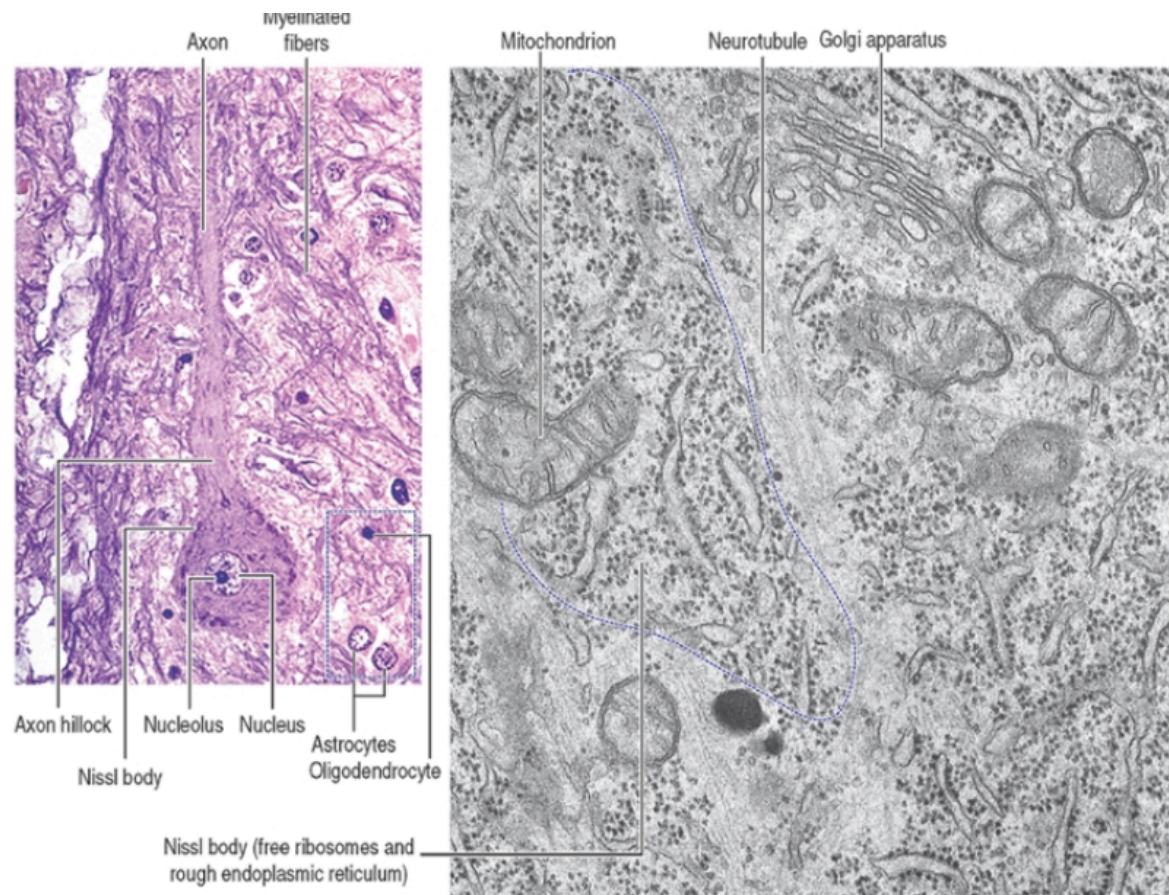 Myelinated
Axon fibers
Mitochondrion Neurotubule Golgi apparatus
Axon hillock Nucleolus Nucleus
Astrocytes
Oligodendrocyte
Nissl body
Nissl body (free ribosomes and
rough endoplasmic reticulum)